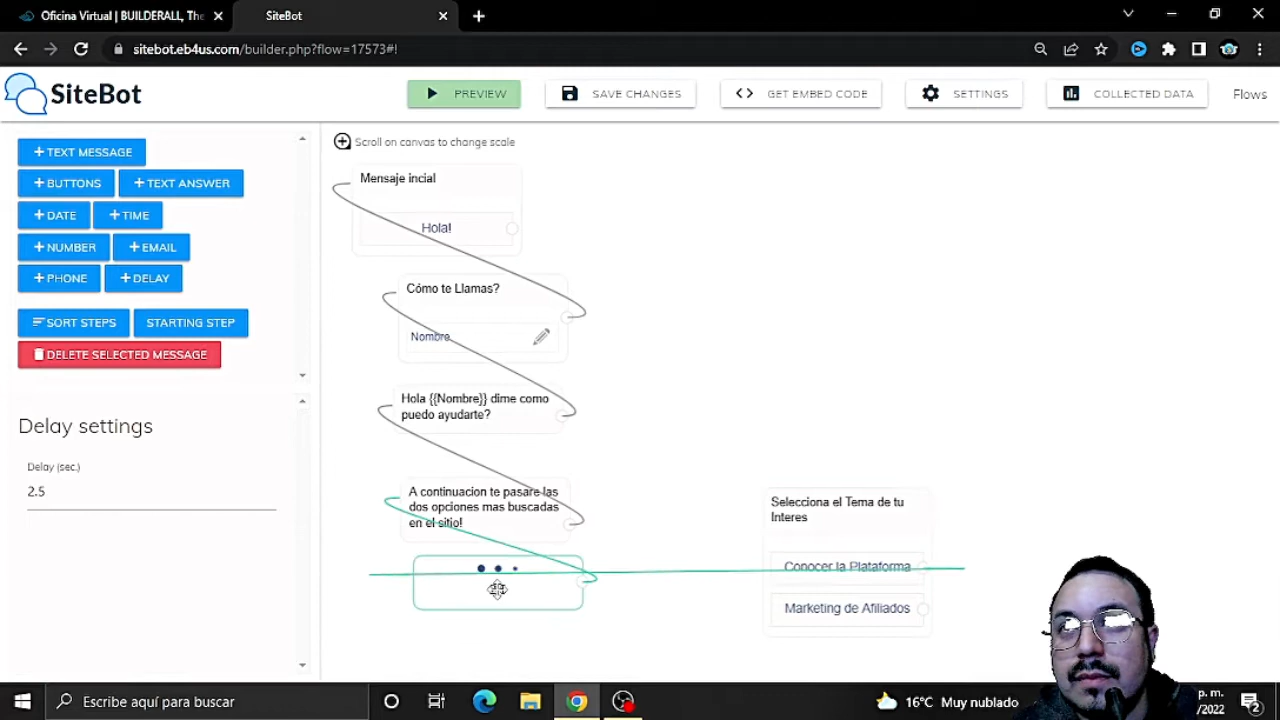 Oficina Virtual | BUILDERALL, The
SiteBot
sitebot.eb4us.com/builder.php?flow=17573#!
SiteBot
PREVIEW
SAVE CHANGES
GET EMBED CODE
SETTINGS
COLLECTED DATA
Flows
+ TEXT MESSAGE
+ BUTTONS
+ TEXT ANSWER
+ DATE
+ TIME
+ NUMBER
+ EMAIL
+ PHONE
+ DELAY
SORT STEPS
STARTING STEP
DELETE SELECTED MESSAGE
Delay settings
Delay (sec.)
2.5
Scroll on canvas to change scale
Mensaje incial
Hola!
Cómo te Llamas?
Nombre
Hola {{Nombre}} dime como
puedo ayudarte?
A continuacion te pasare las
dos opciones mas buscadas
en el sitio!
Selecciona el Tema de tu
Interes
Conocer la Plataforma
Marketing de Afiliados
Escribe aquí para buscar
16°C Muy nublado
p. m.
/2022
2